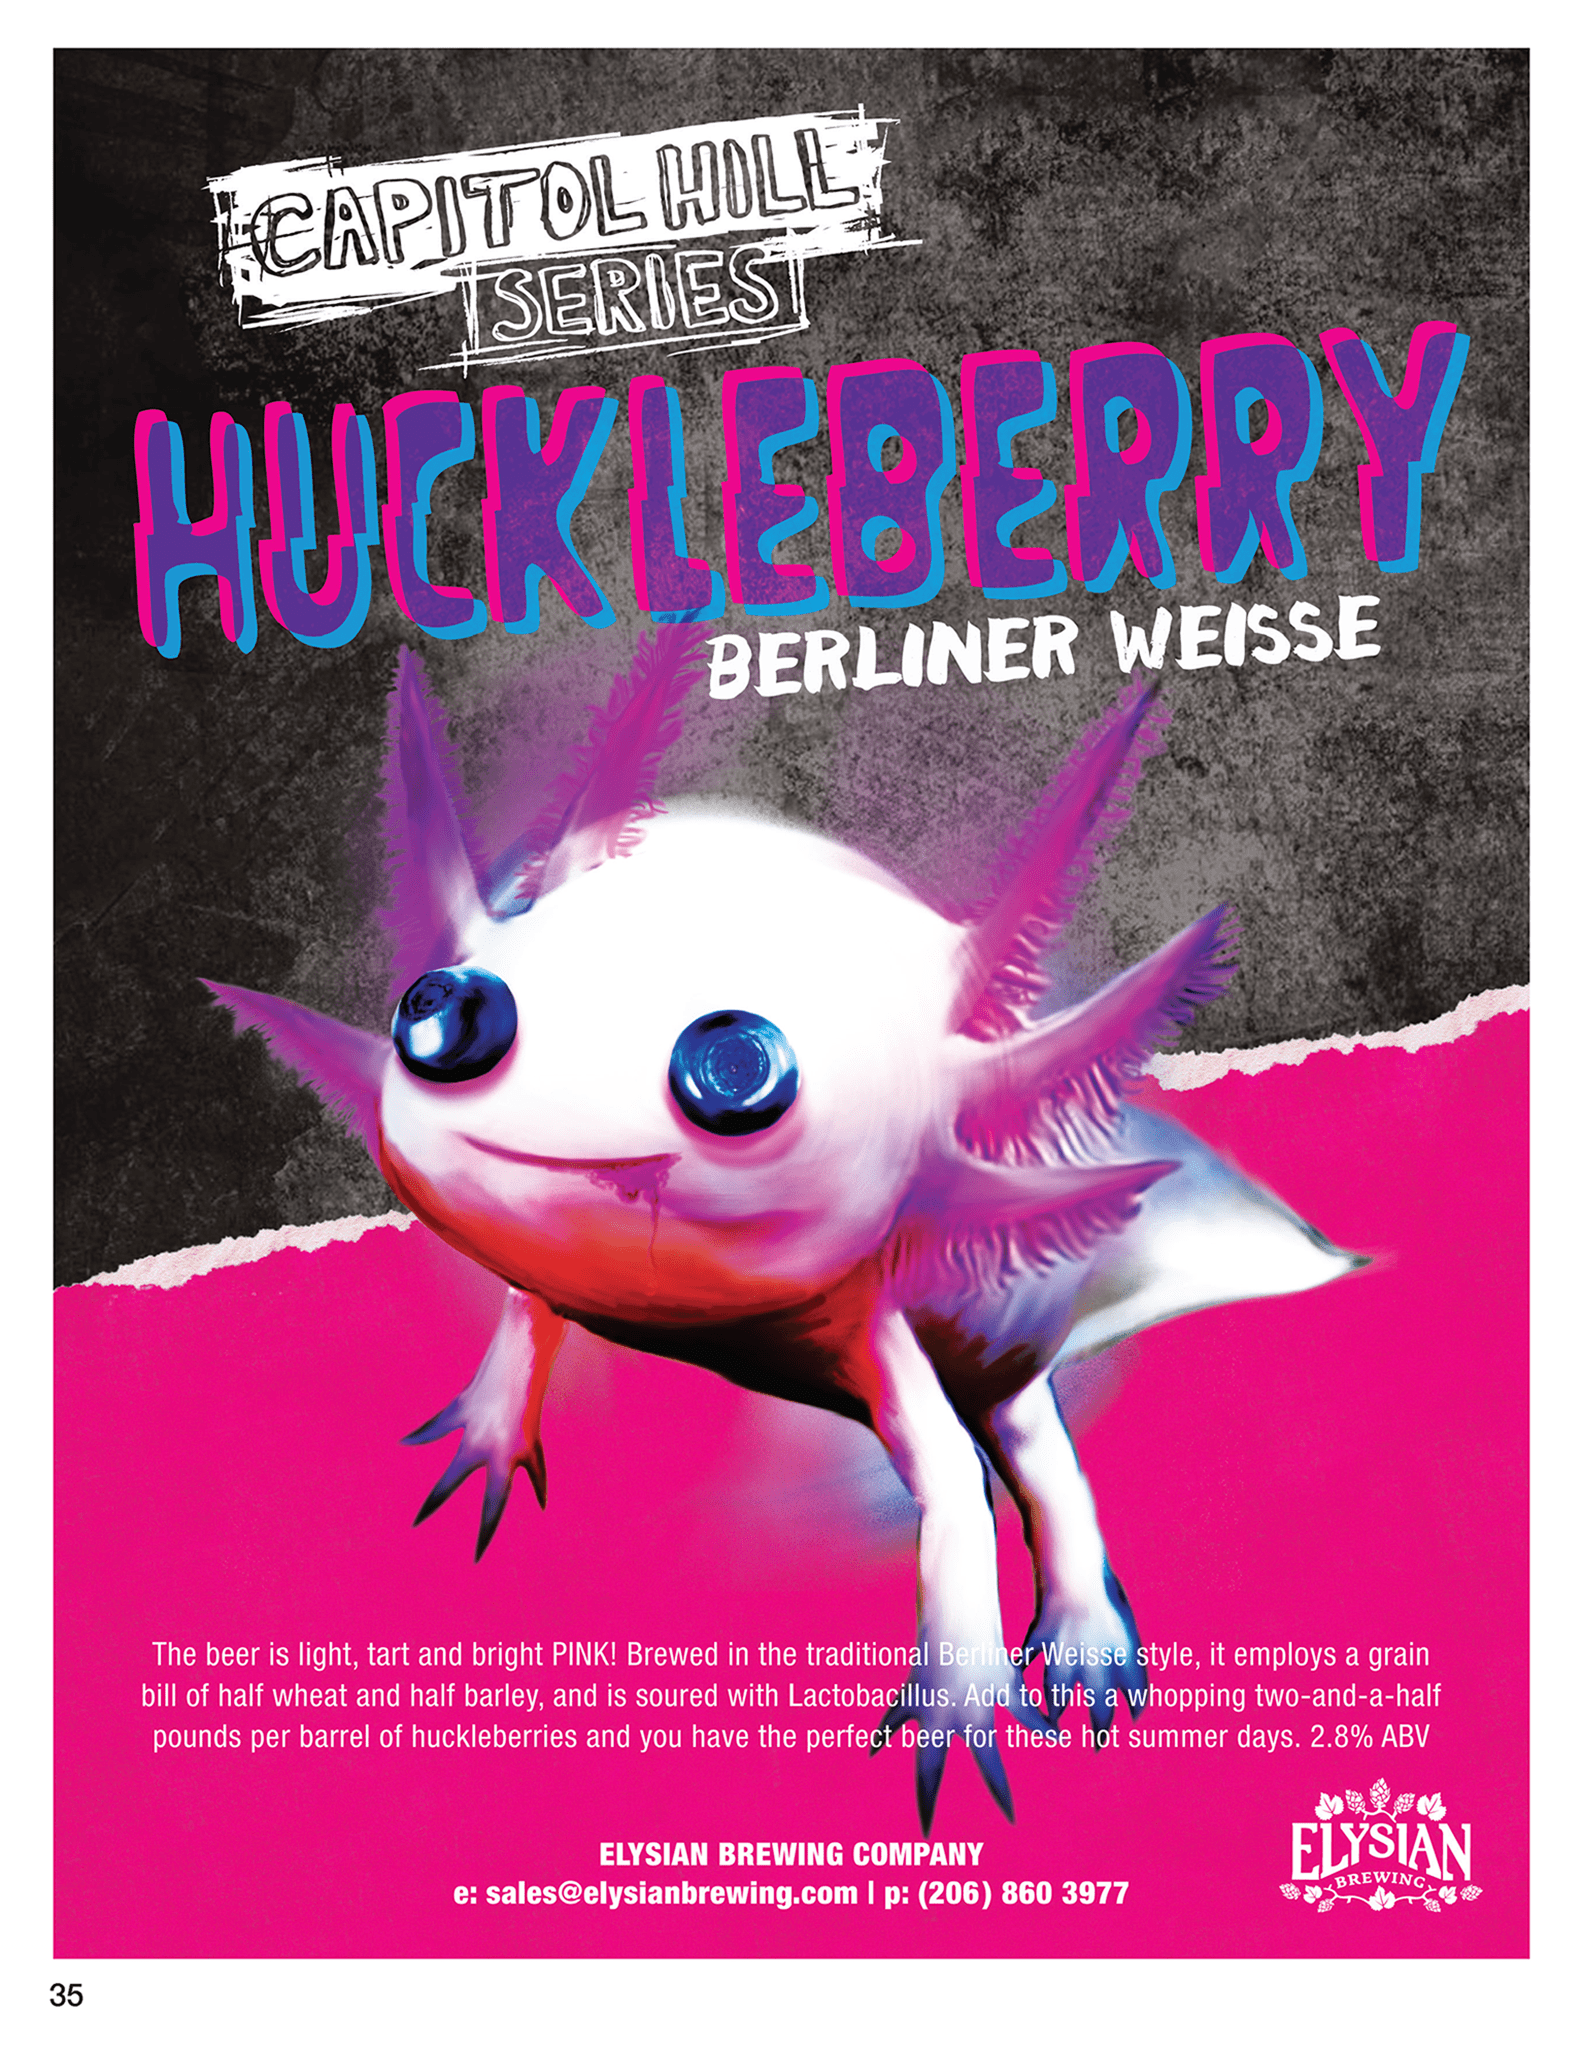 CAPITOL HILL
SERIES
HUCKLEBERRY
BERLINER WEISSE
The beer is light, tart and bright PINK! Brewed in the traditional Berliner Weisse style, it employs a grain
bill of half wheat and half barley, and is soured with Lactobacillus. Add to this a whopping two-and-a-half
pounds per barrel of huckleberries and you have the perfect beer for these hot summer days. 2.8% ABV
ELYSIAN BREWING COMPANY
e: sales@elysianbrewing.com | p: (206) 860 3977
ELYSIAN
BREWING
35